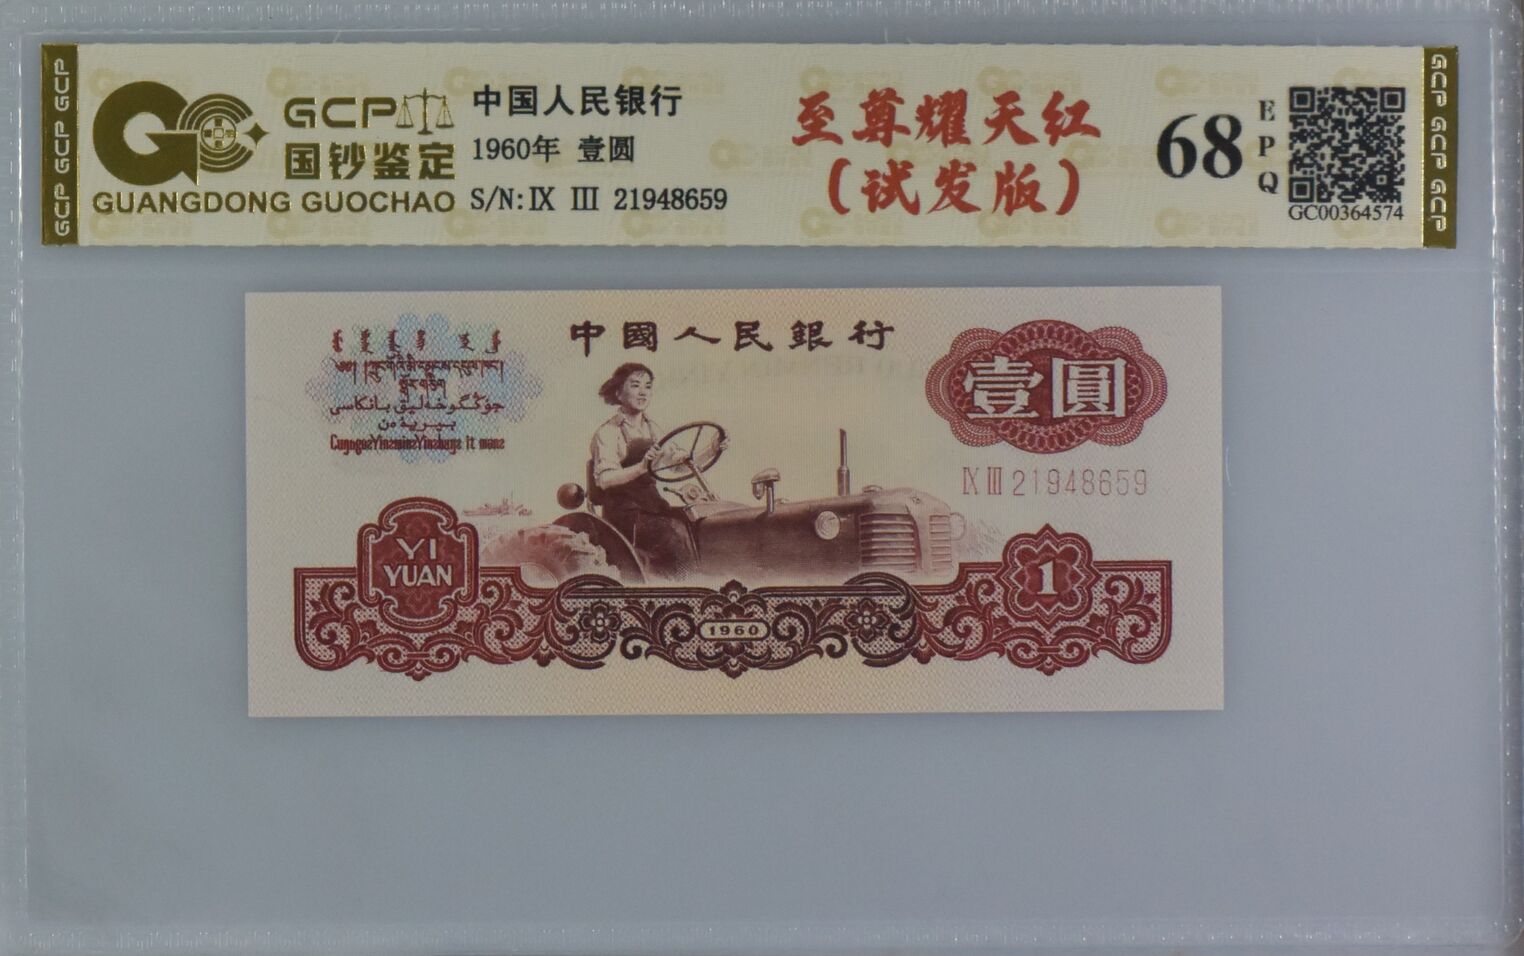 GCP GCP GCP
GCP
国钞鉴定
GUANGDONG GUOCHAO
中国人民银行
1960年 壹圆
S/N:IX III 21948659
至尊耀天红
(试发版)
68
EPQ
GC00364574
GCP GCP GCP
中國人民銀行
壹圓
IX III 21948659
YI
YUAN
1960
1